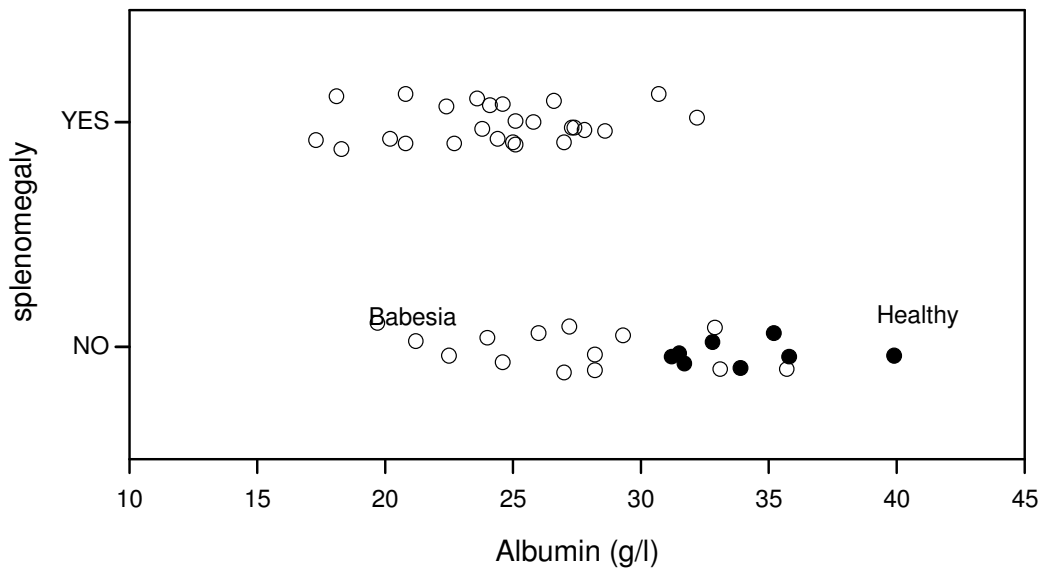 YES
splenomegaly
Babesia
Healthy
NO
10 15 20 25 30 35 40 45
Albumin (g/l)